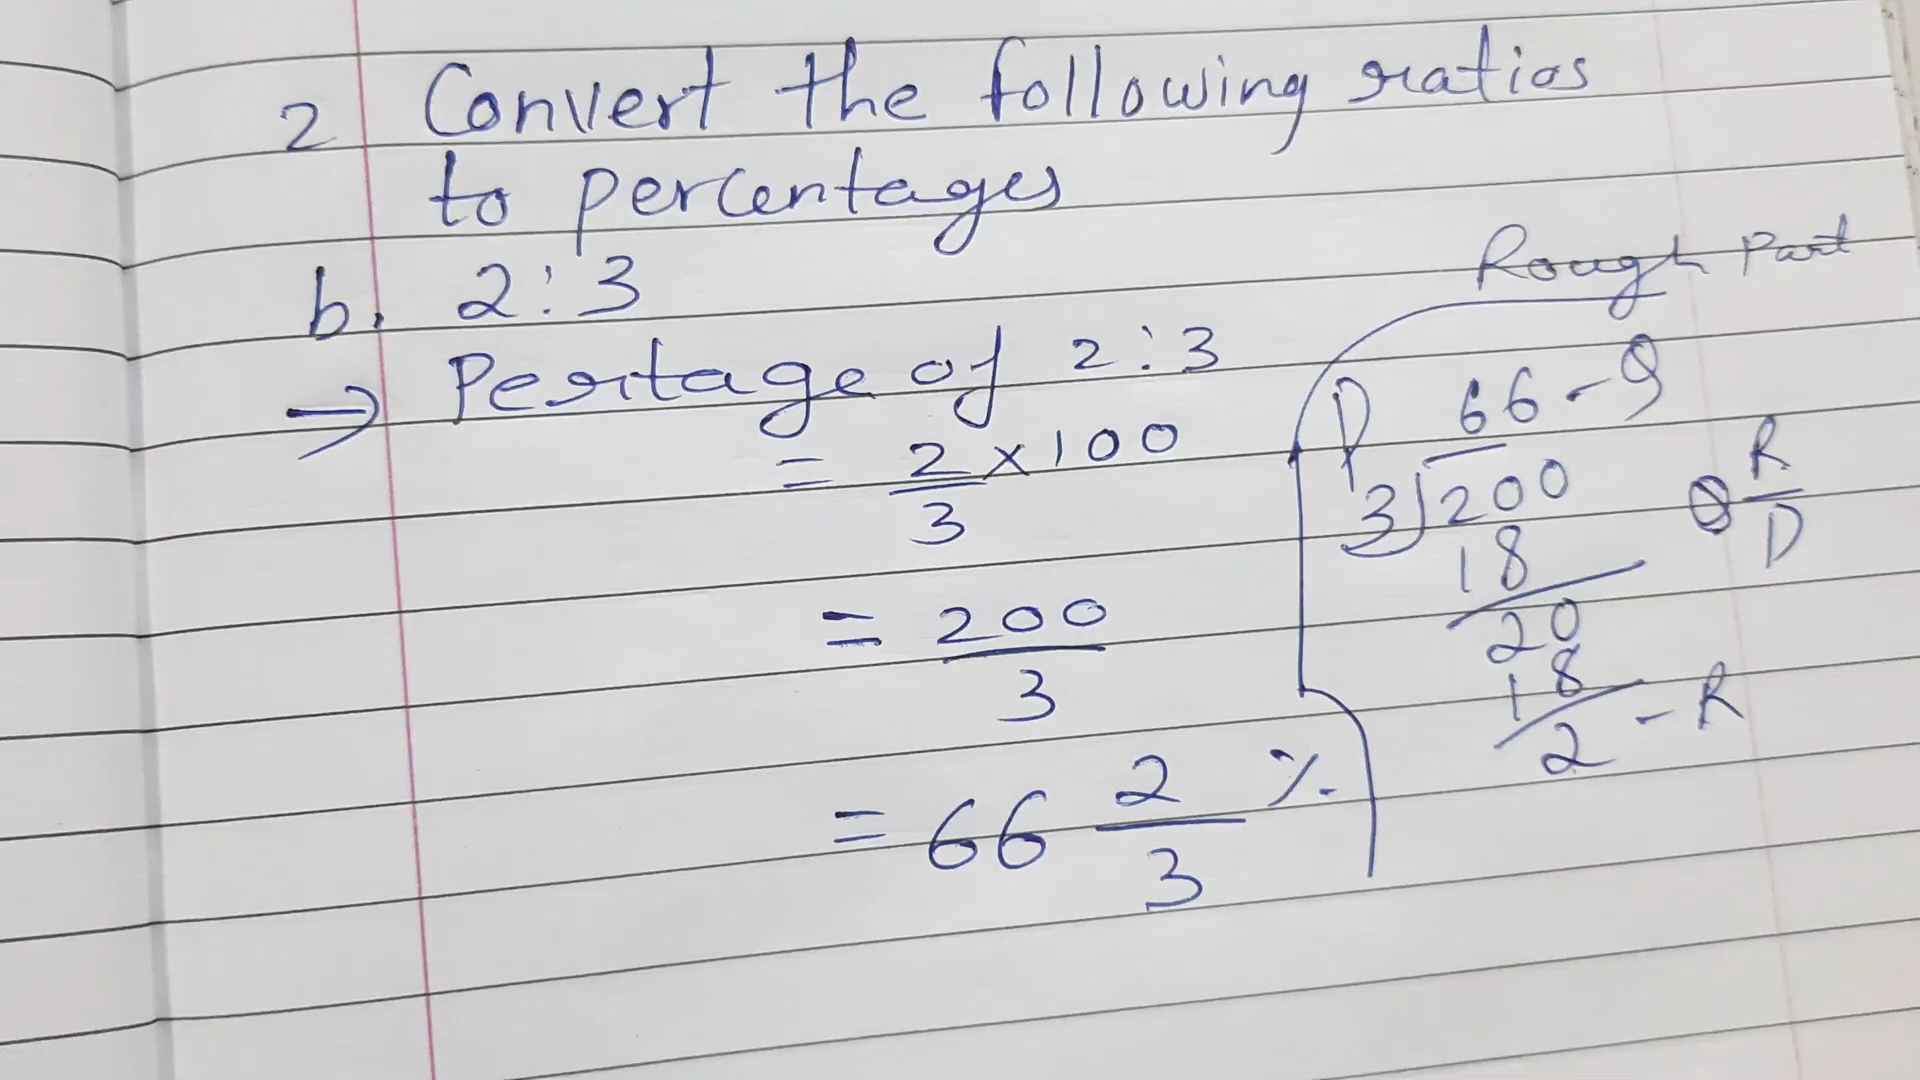 2 Convert the following ratios
to percentages
b. 2:3
→ Pertage of 2:3
= 2/3 × 100
= 200/3
= 66 2/3 %
Rough Part
D 66 - Q
3)200
18
20
18
2 - R
Q R/D